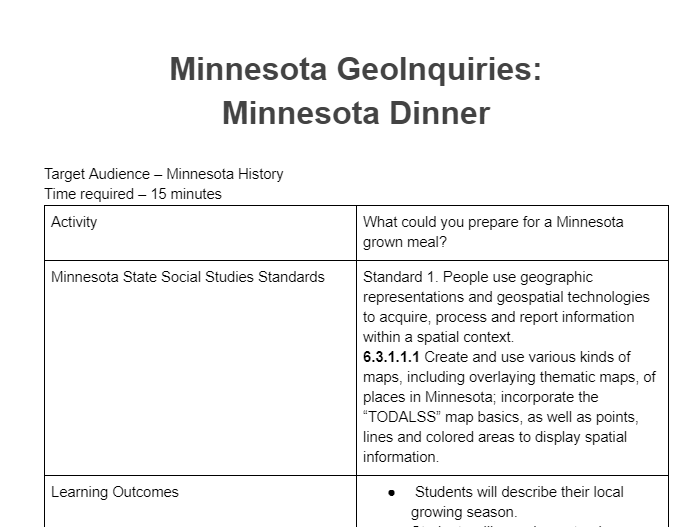 Minnesota GeoInquiries:
Minnesota Dinner
Target Audience – Minnesota History
Time required – 15 minutes
Activity
What could you prepare for a Minnesota
grown meal?
Minnesota State Social Studies Standards
Standard 1. People use geographic
representations and geospatial technologies
to acquire, process and report information
within a spatial context.
6.3.1.1.1 Create and use various kinds of
maps, including overlaying thematic maps, of
places in Minnesota; incorporate the
“TODALSS” map basics, as well as points,
lines and colored areas to display spatial
information.
Learning Outcomes
● Students will describe their local
growing season.